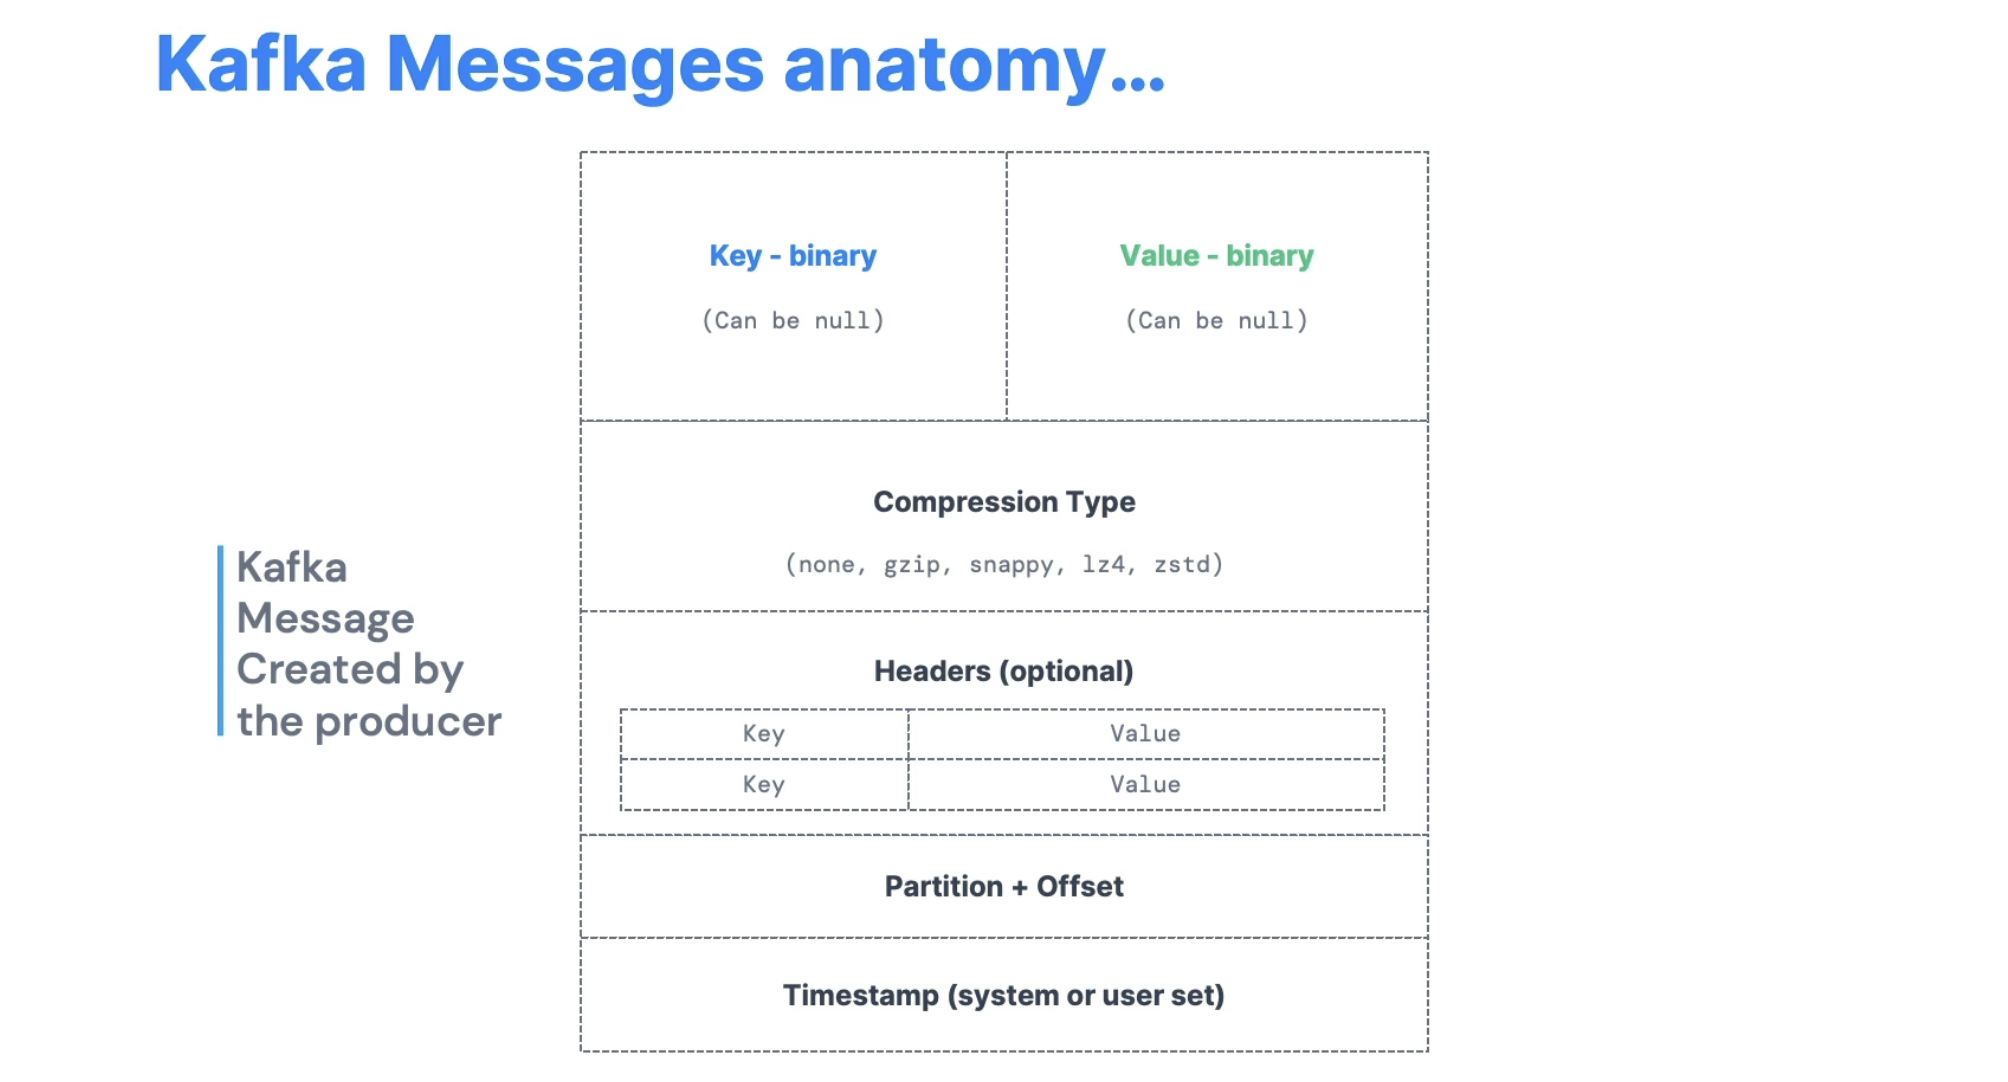 Kafka Messages anatomy...
Key - binary
Value - binary
(Can be null)
(Can be null)
Compression Type
(none, gzip, snappy, lz4, zstd)
Kafka
Message
Created by
the producer
Headers (optional)
Key
Value
Key
Value
Partition + Offset
Timestamp (system or user set)